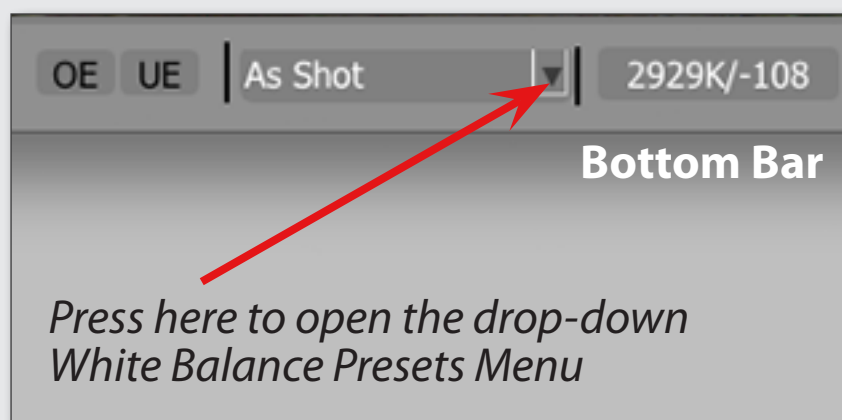 OE UE As Shot 2929K/-108
Bottom Bar
Press here to open the drop-down
White Balance Presets Menu